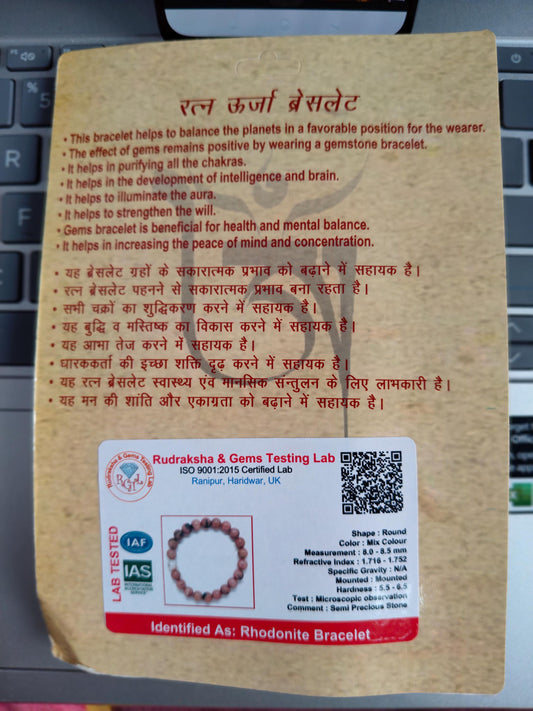 रत्न ऊर्जा ब्रेसलेट
• This bracelet helps to balance the planets in a favorable position for the wearer.
• The effect of gems remains positive by wearing a gemstone bracelet.
• It helps in purifying all the chakras.
• It helps in the development of intelligence and brain.
• It helps to illuminate the aura.
• It helps to strengthen the will.
• Gems bracelet is beneficial for health and mental balance.
• It helps in increasing the peace of mind and concentration.
• यह ब्रेसलेट ग्रहों के सकारात्मक प्रभाव को बढ़ाने में सहायक है।
• रत्न ब्रेसलेट पहनने से सकारात्मक प्रभाव बना रहता है।
• सभी चक्रों का शुद्धिकरण करने में सहायक है।
• यह बुद्धि व मस्तिष्क का विकास करने में सहायक है।
• यह आभा तेज करने में सहायक है।
• धारककर्ता की इच्छा शक्ति दृढ़ करने में सहायक है।
• यह रत्न ब्रेसलेट स्वास्थ्य एंव मानसिक संन्तुलन के लिए लाभकारी है।
• यह मन की शांति और एकाग्रता को बढ़ाने में सहायक है।
Rudraksha & Gems Testing Lab
ISO 9001:2015 Certified Lab
Ranipur, Haridwar, UK
Rudraksha & Gems Testing Lab
RGTL
LAB TESTED
IAF
IAS
INTERNATIONAL
ACCREDITATION
SERVICE
Shape : Round
Color : Mix Colour
Measurement : 8.0 - 8.5 mm
Refractive Index : 1.716 - 1.752
Specific Gravity : N/A
Mounted : Mounted
Hardness : 5.5 - 6.5
Test : Microscopic observation
Comment : Semi Precious Stone
Identified As: Rhodonite Bracelet
%
5
R
F
C